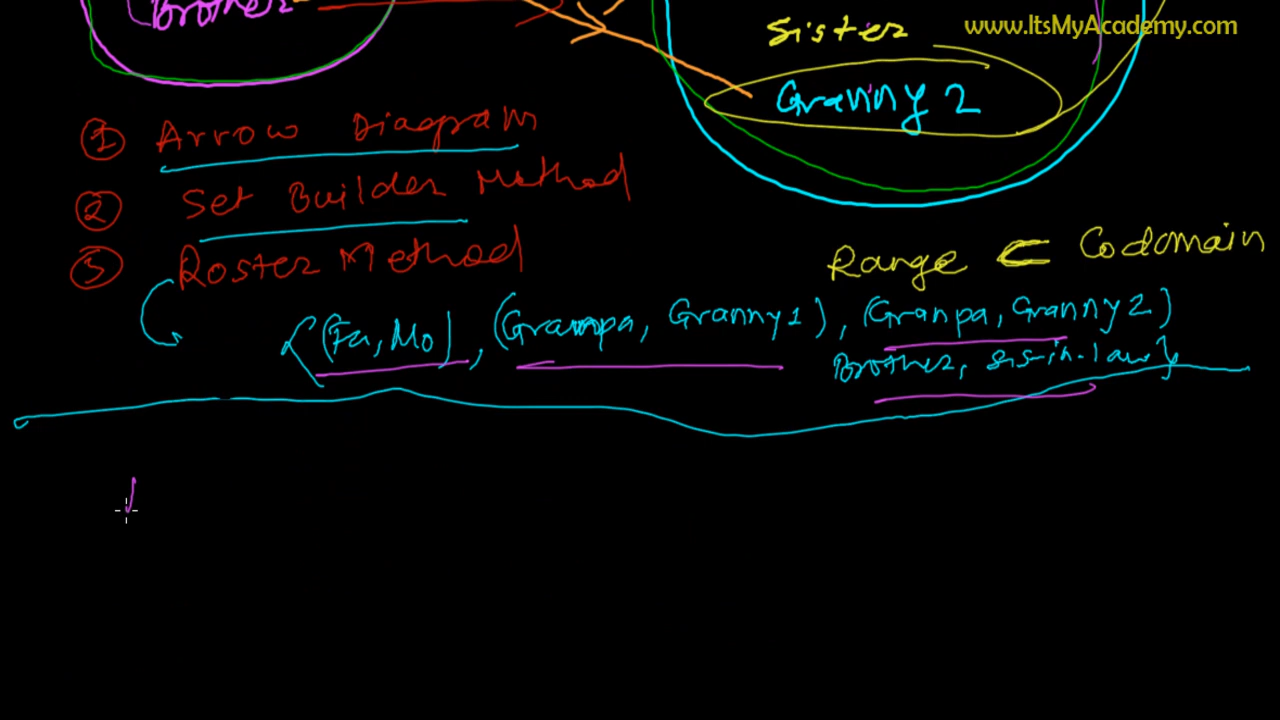 Brother
www.ItsMyAcademy.com
Sister
Granny 2
① Arrow Diagram
② Set Builder Method
③ Roster Method
Range ⊂ Codomain
{(Fa, Mo), (Grampa, Granny 1), (Granpa, Granny 2)
Brother, sis-in-law}